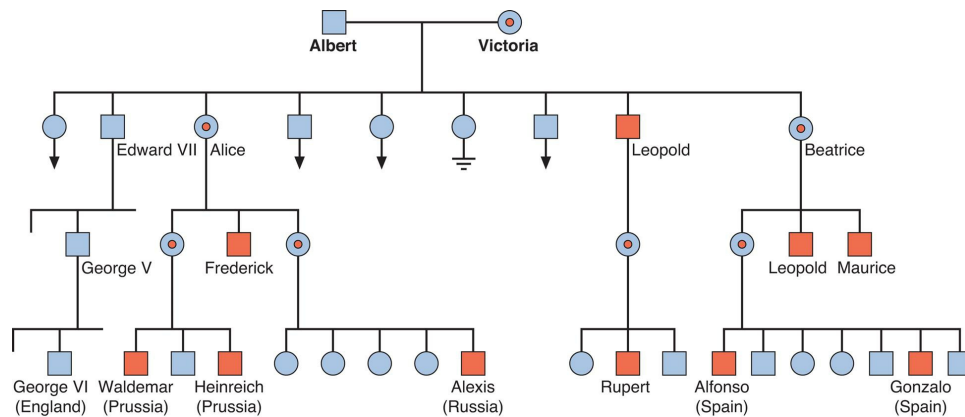 Albert
Victoria
Edward VII
Alice
Leopold
Beatrice
George V
Frederick
Leopold
Maurice
George VI
(England)
Waldemar
(Prussia)
Heinreich
(Prussia)
Alexis
(Russia)
Rupert
Alfonso
(Spain)
Gonzalo
(Spain)